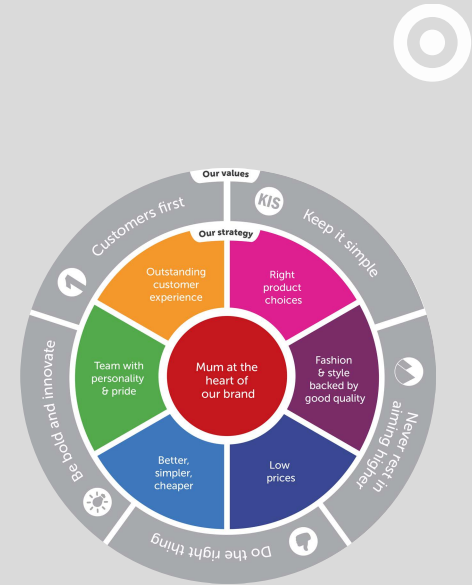 Our values
Customers first
KIS
Keep it simple
Never rest in
aiming higher
Do the right thing
Be bold and innovate
Our strategy
Outstanding
customer
experience
Right
product
choices
Fashion
& style
backed by
good quality
Low
prices
Better,
simpler,
cheaper
Team with
personality
& pride
Mum at the
heart of
our brand
1